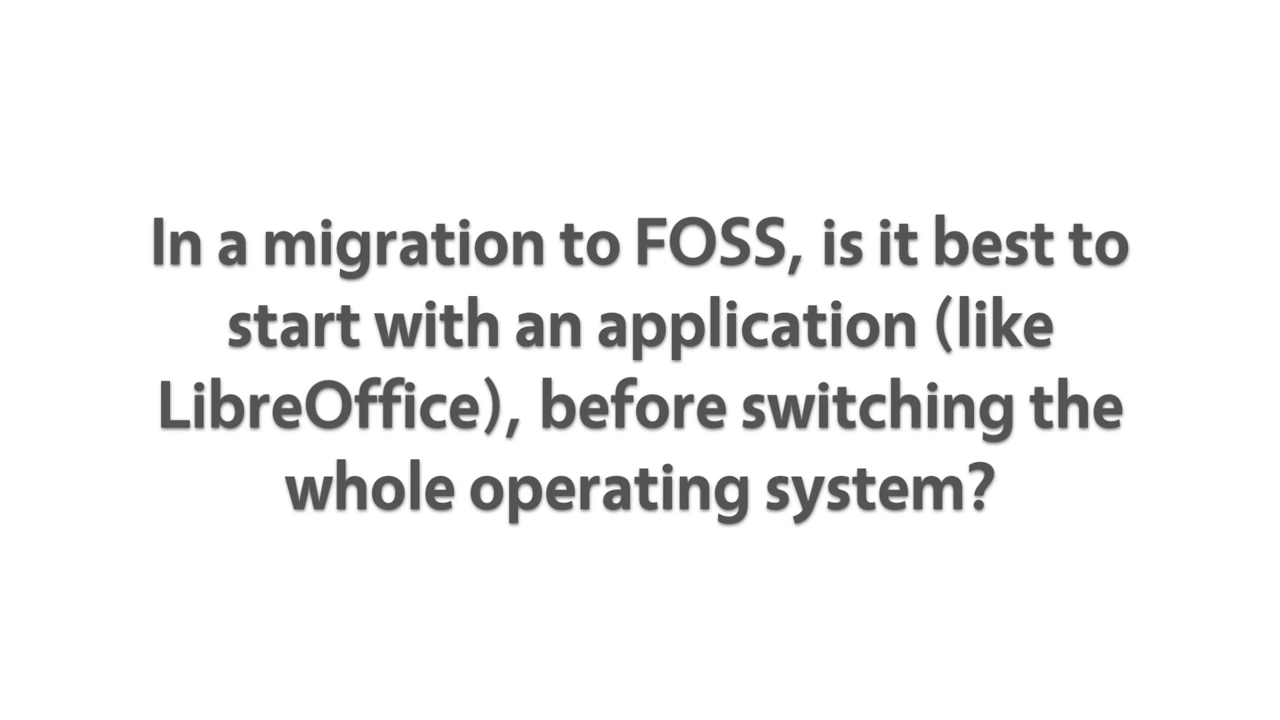 In a migration to FOSS, is it best to
start with an application (like
LibreOffice), before switching the
whole operating system?